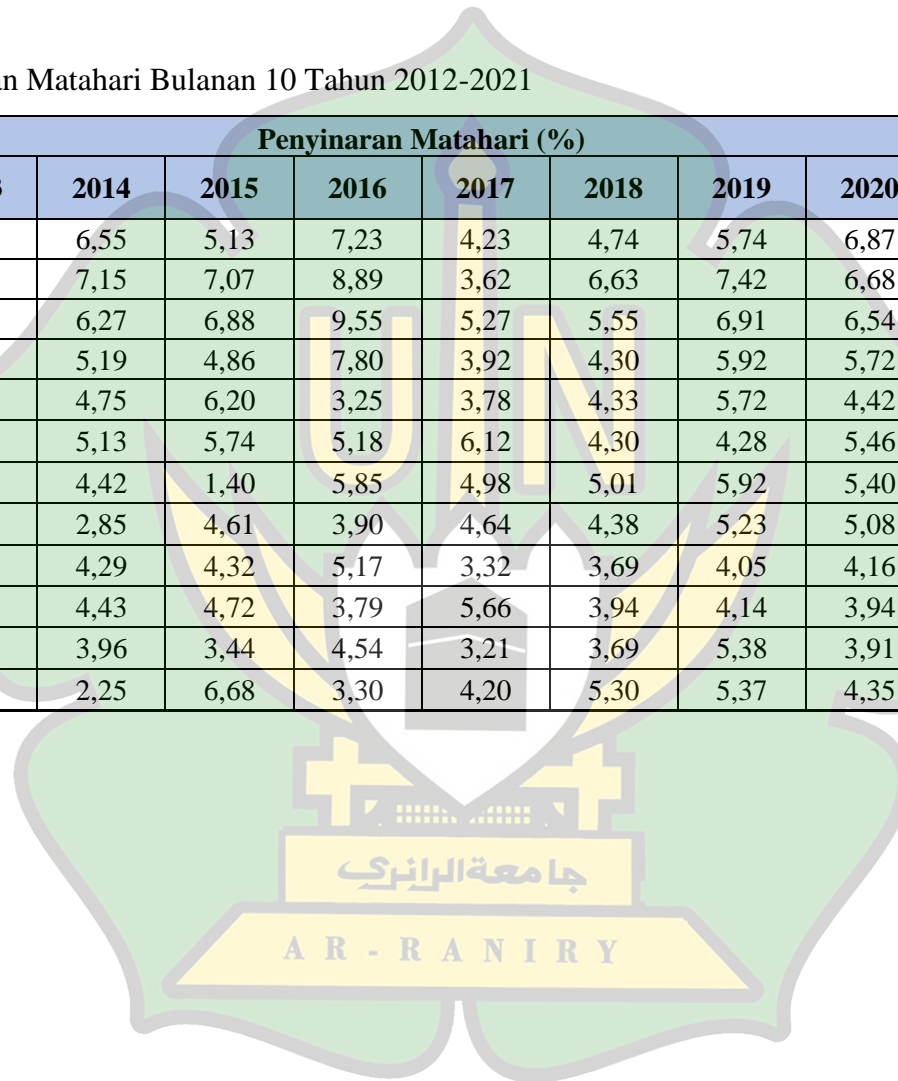 Matahari Bulanan 10 Tahun 2012-2021
Penyinaran Matahari (%)
2014 2015 2016 2017 2018 2019 2020
6,55 5,13 7,23 4,23 4,74 5,74 6,87
7,15 7,07 8,89 3,62 6,63 7,42 6,68
6,27 6,88 9,55 5,27 5,55 6,91 6,54
5,19 4,86 7,80 3,92 4,30 5,92 5,72
4,75 6,20 3,25 3,78 4,33 5,72 4,42
5,13 5,74 5,18 6,12 4,30 4,28 5,46
4,42 1,40 5,85 4,98 5,01 5,92 5,40
2,85 4,61 3,90 4,64 4,38 5,23 5,08
4,29 4,32 5,17 3,32 3,69 4,05 4,16
4,43 4,72 3,79 5,66 3,94 4,14 3,94
3,96 3,44 4,54 3,21 3,69 5,38 3,91
2,25 6,68 3,30 4,20 5,30 5,37 4,35
UIN
جامعةالرانري
AR-RANIRY